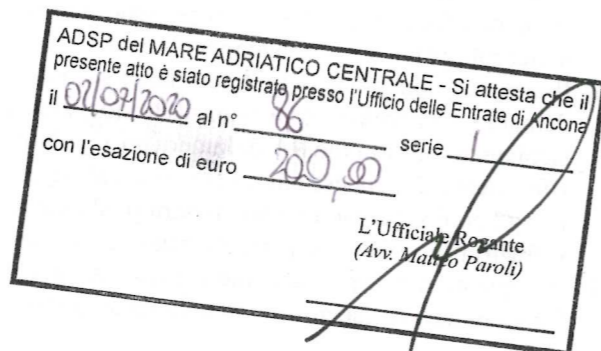 ADSP del MARE ADRIATICO CENTRALE - Si attesta che il
presente atto è stato registrato presso l'Ufficio delle Entrate di Ancona
il 02/07/2020 al n° 86 serie 1
con l'esazione di euro 200,00
L'Ufficiale Rogante
(Avv. Matteo Paroli)